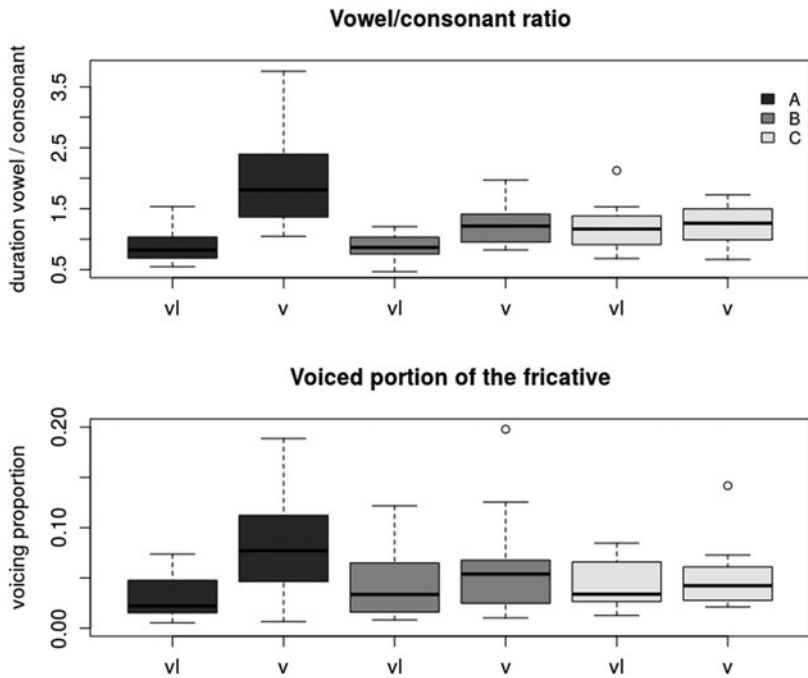 Vowel/consonant ratio
duration vowel / consonant
3.5
2.5
1.5
0.5
A
B
C
vl
v
vl
v
vl
v
Voiced portion of the fricative
voicing proportion
0.20
0.10
0.00
vl
v
vl
v
vl
v